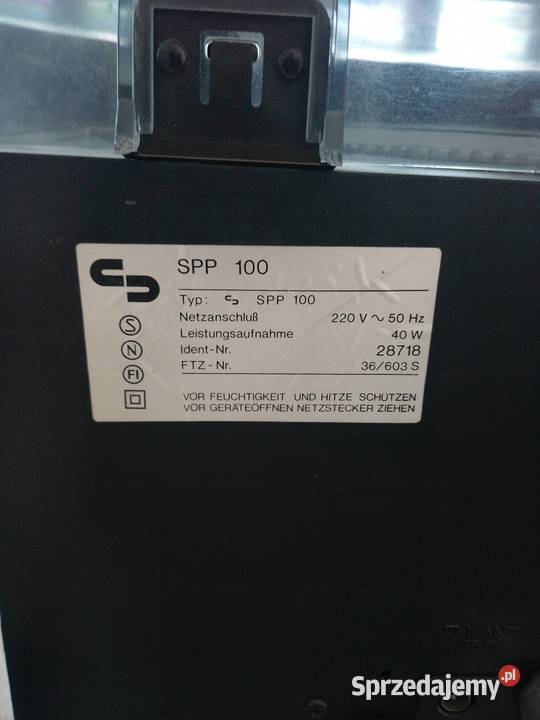 SPP 100
Typ: SPP 100
Netzanschluß 220 V ~ 50 Hz
Leistungsaufnahme 40 W
Ident-Nr. 28718
FTZ-Nr. 36/603 S
S
N
FI
VOR FEUCHTIGKEIT UND HITZE SCHÜTZEN
VOR GERÄTEÖFFNEN NETZSTECKER ZIEHEN
Sprzedajemy.pl